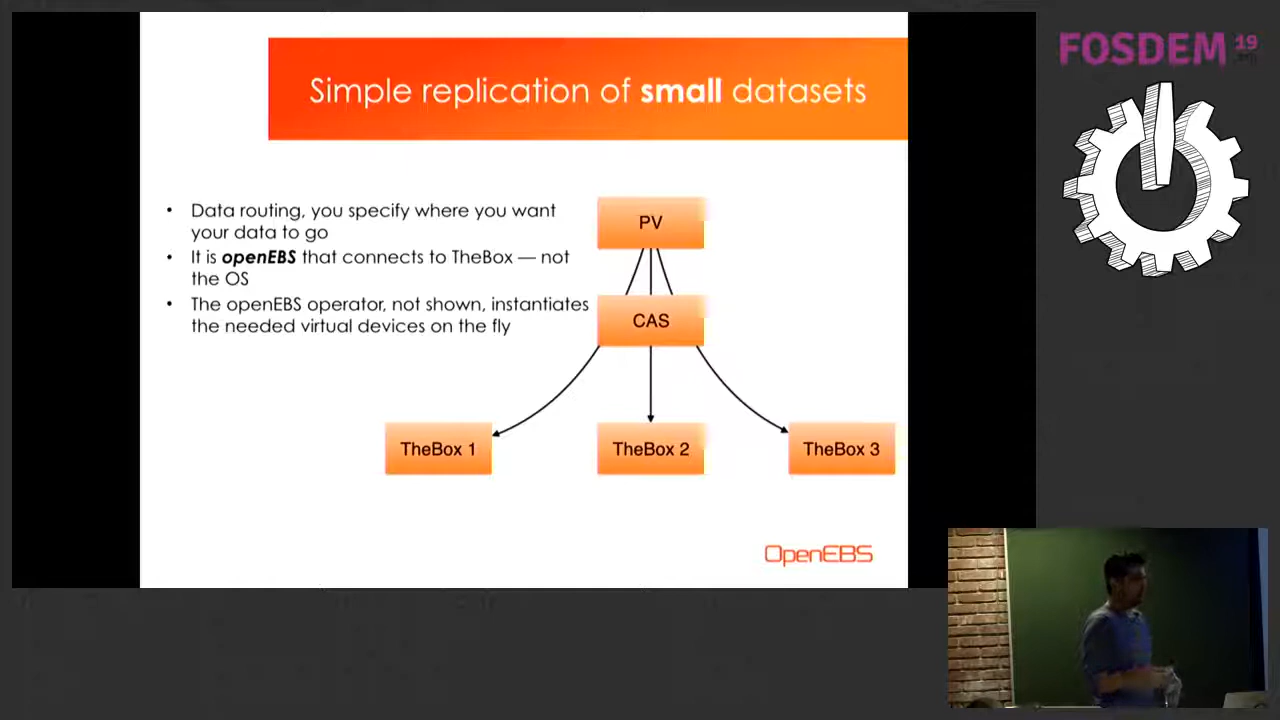 Simple replication of small datasets
FOSDEM 19
• Data routing, you specify where you want
your data to go
• It is openEBS that connects to TheBox — not
the OS
• The openEBS operator, not shown, instantiates
the needed virtual devices on the fly
PV
CAS
TheBox 1
TheBox 2
TheBox 3
OpenEBS